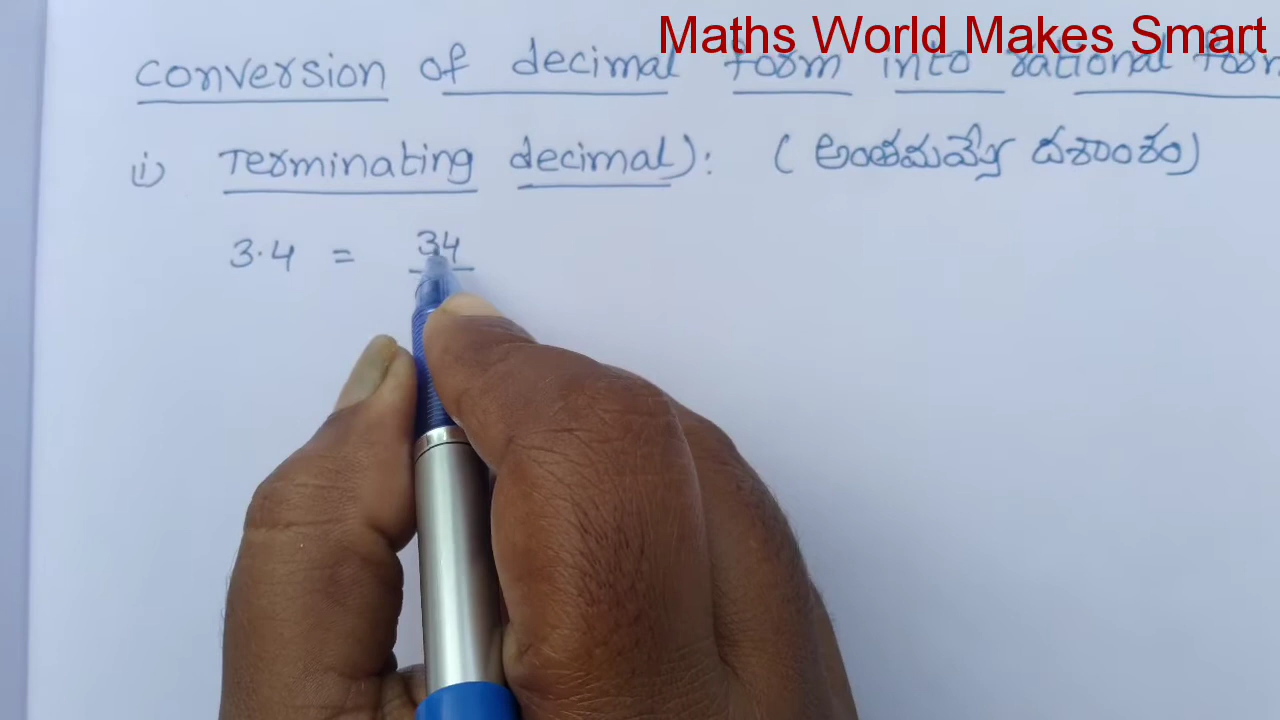 Maths World Makes Smart
conversion of decimal form into rational form
i) Terminating decimal): (అంతమయ్యే దశాంశం)
3.4 = 34